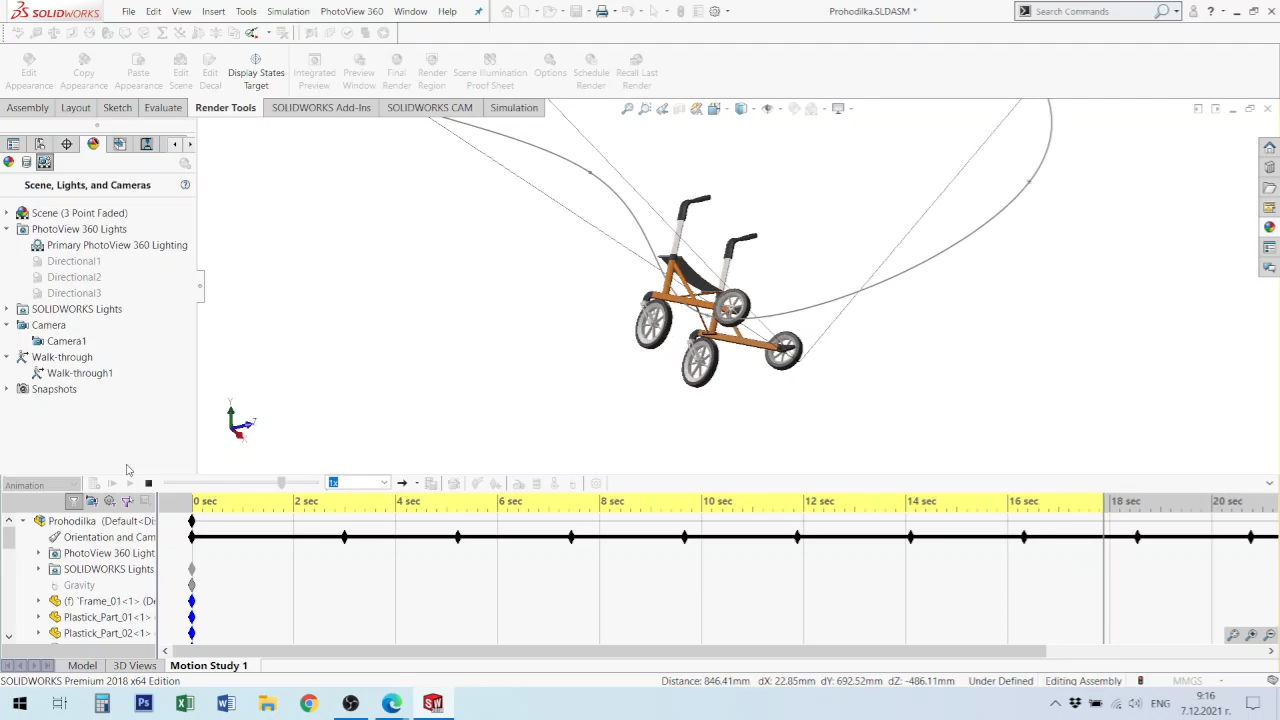 SOLIDWORKS File Edit View Insert Tools Simulation PhotoView 360 Window Help Prohodilka.SLDASM * Search Commands ?
Edit Appearance
Copy Appearance
Paste Appearance
Edit Scene
Edit Decal
Display States Target
Integrated Preview
Preview Window
Final Render
Render Region
Scene Illumination Proof Sheet
Options
Schedule Render
Recall Last Render
Assembly Layout Sketch Evaluate Render Tools SOLIDWORKS Add-Ins SOLIDWORKS CAM Simulation
Scene, Lights, and Cameras
Scene (3 Point Faded)
PhotoView 360 Lights
Primary PhotoView 360 Lighting
Directional1
Directional2
Directional3
SOLIDWORKS Lights
Camera
Camera1
Walk-through
Walk-through1
Snapshots
Y
Z
X
Animation 1x
0 sec 2 sec 4 sec 6 sec 8 sec 10 sec 12 sec 14 sec 16 sec 18 sec 20 sec
Prohodilka (Default<Di
Orientation and Cam
PhotoView 360 Light
SOLIDWORKS Lights
Gravity
(f) `Frame_01<1> (De
Plastick_Part_01<1>
Plastick_Part_02<1>
Model 3D Views Motion Study 1
SOLIDWORKS Premium 2018 x64 Edition Distance: 846.41mm dX: 22.85mm dY: 692.52mm dZ: -486.11mm Under Defined Editing Assembly MMGS
ENG 9:16
7.12.2021 г.